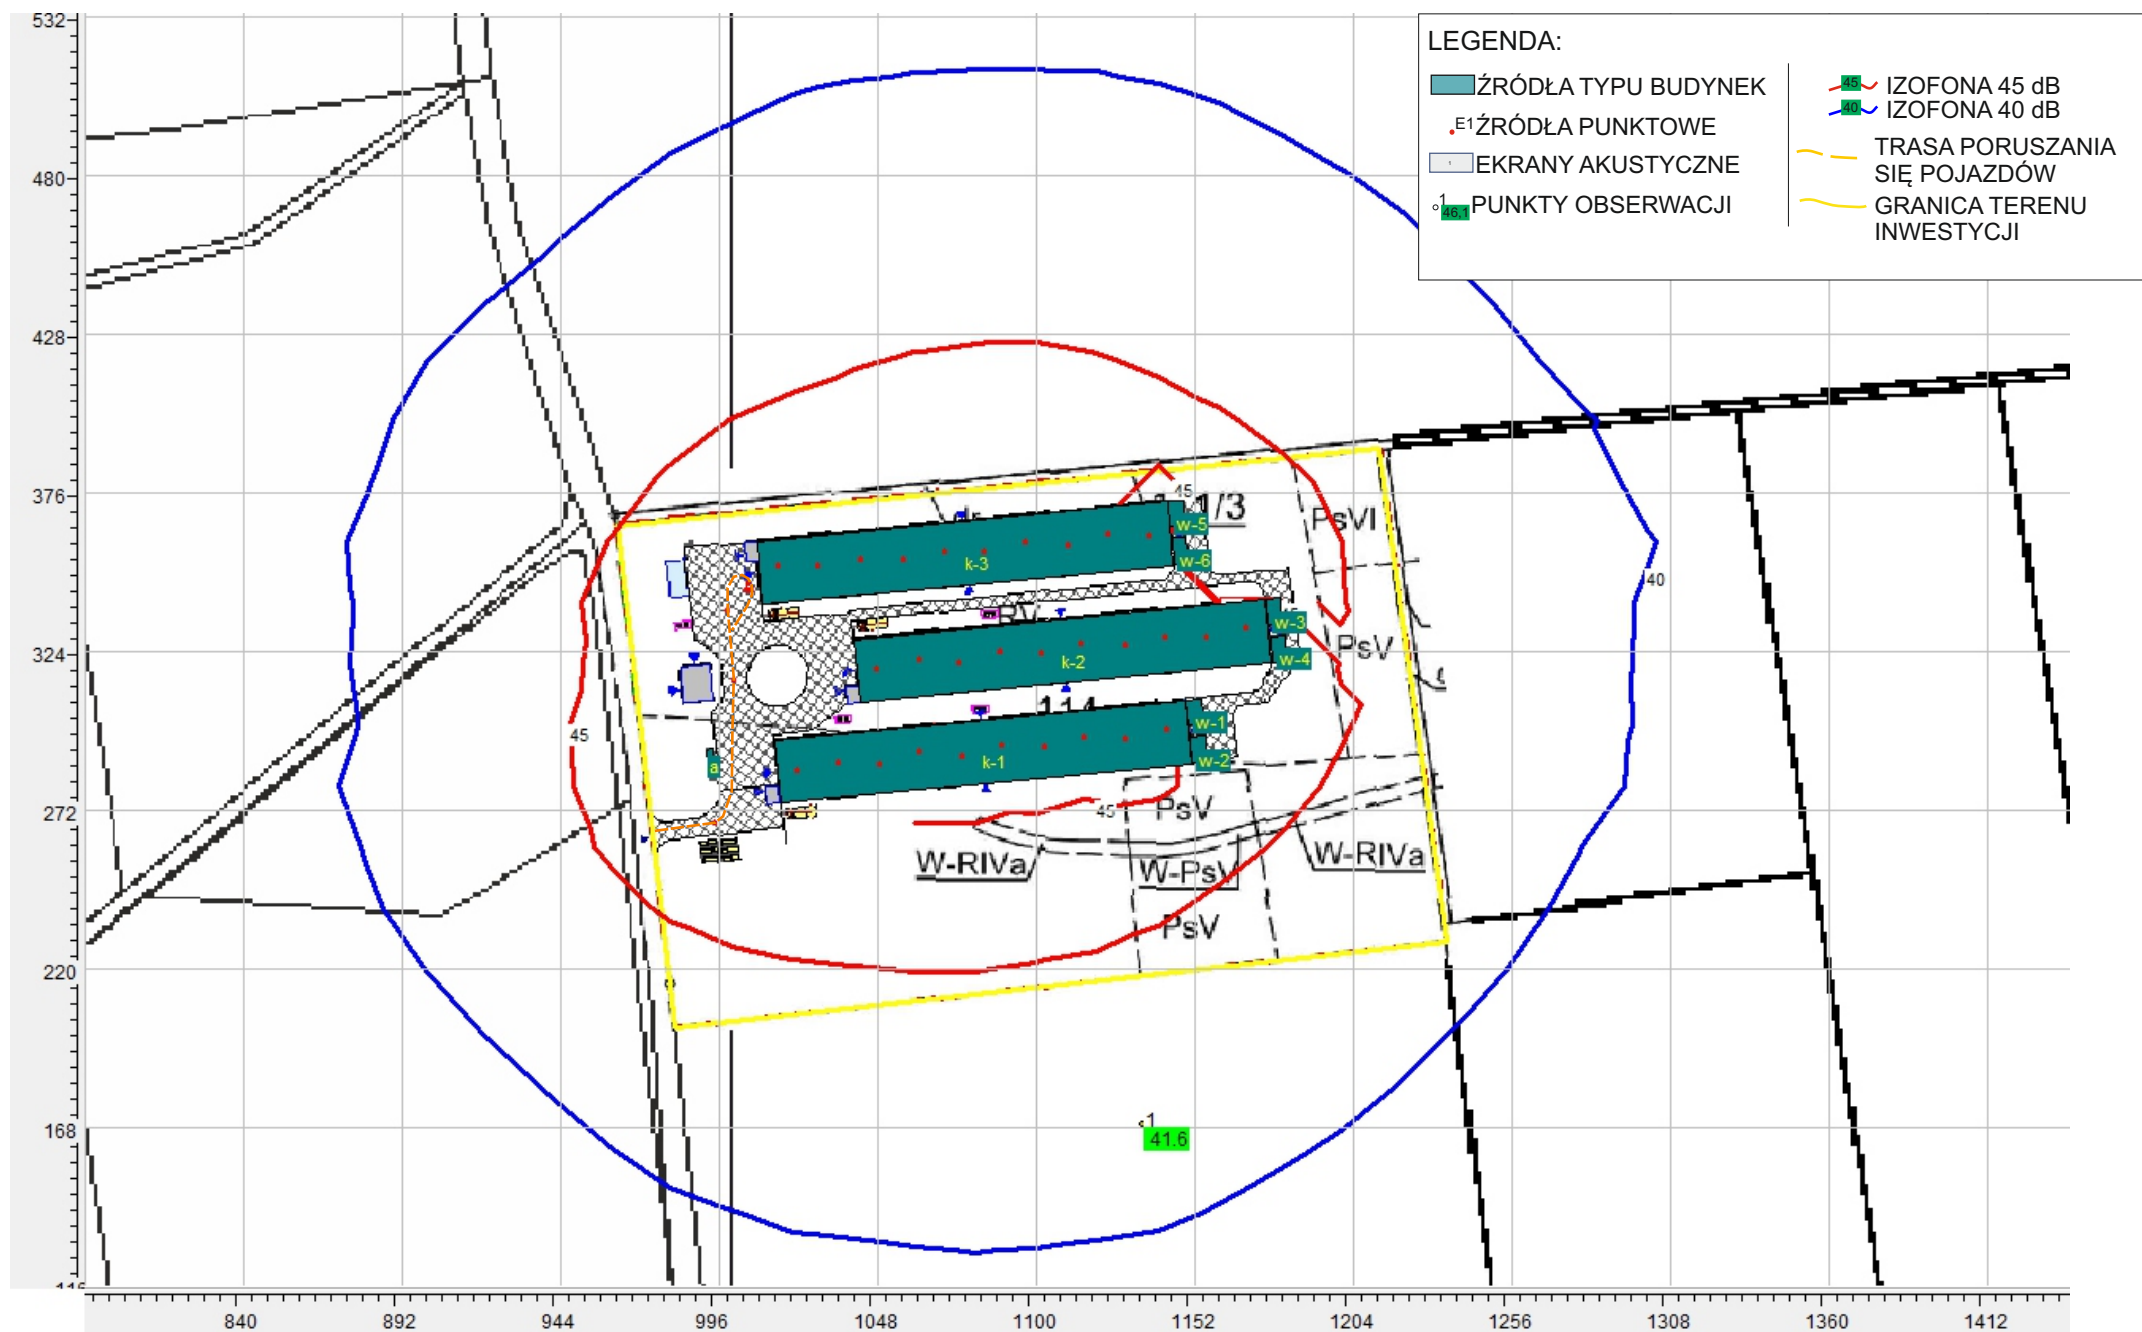 LEGENDA:
ŹRÓDŁA TYPU BUDYNEK
E1 ŹRÓDŁA PUNKTOWE
EKRANY AKUSTYCZNE
1
46,1 PUNKTY OBSERWACJI
45 IZOFONA 45 dB
40 IZOFONA 40 dB
TRASA PORUSZANIA
SIĘ POJAZDÓW
GRANICA TERENU
INWESTYCJI
532
480
428
376
324
272
220
168
45
1/3
PsVI
w-5
w-6
k-3
40
w-3
PsV
w-4
k-2
114
w-1
45
w-2
a
k-1
45
PsV
W-RIVa
W-PsV
W-RIVa
PsV
1
41.6
840
892
944
996
1048
1100
1152
1204
1256
1308
1360
1412